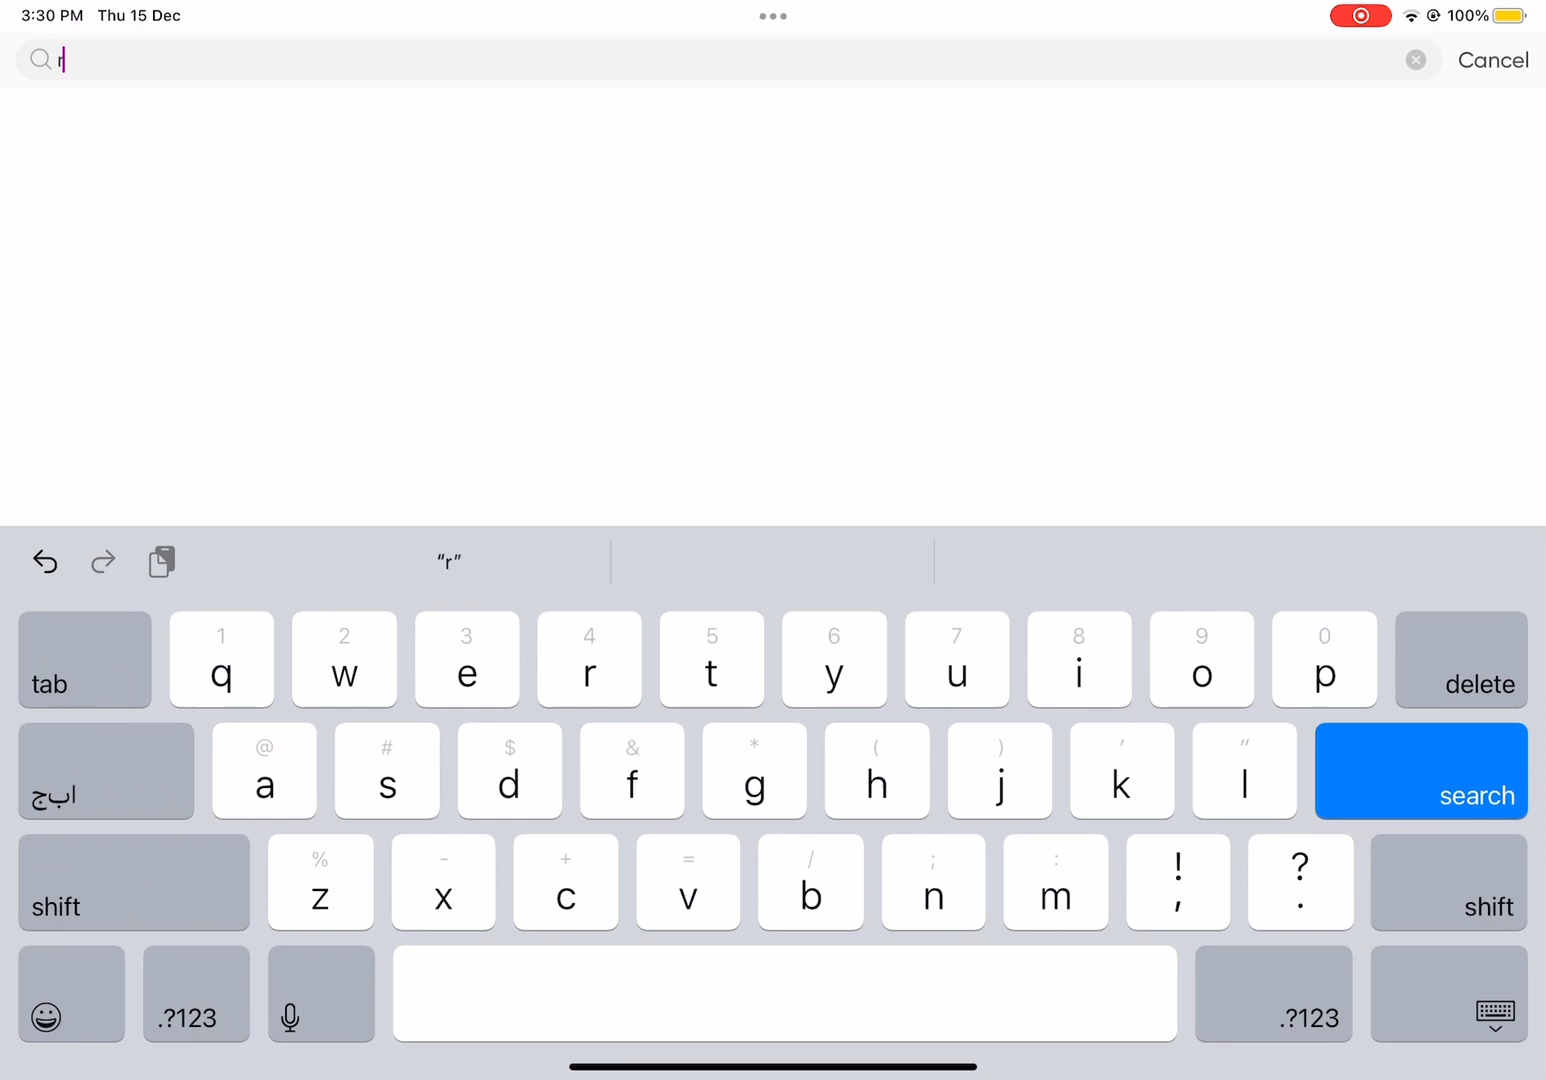 3:30 PM Thu 15 Dec 100%
r Cancel
“r”
tab 1 q 2 w 3 e 4 r 5 t 6 y 7 u 8 i 9 o 0 p delete
ابج @ a # s $ d & f * g ( h ) j ' k " l search
shift % z - x + c = v / b ; n : m ! , ? . shift
.?123 .?123